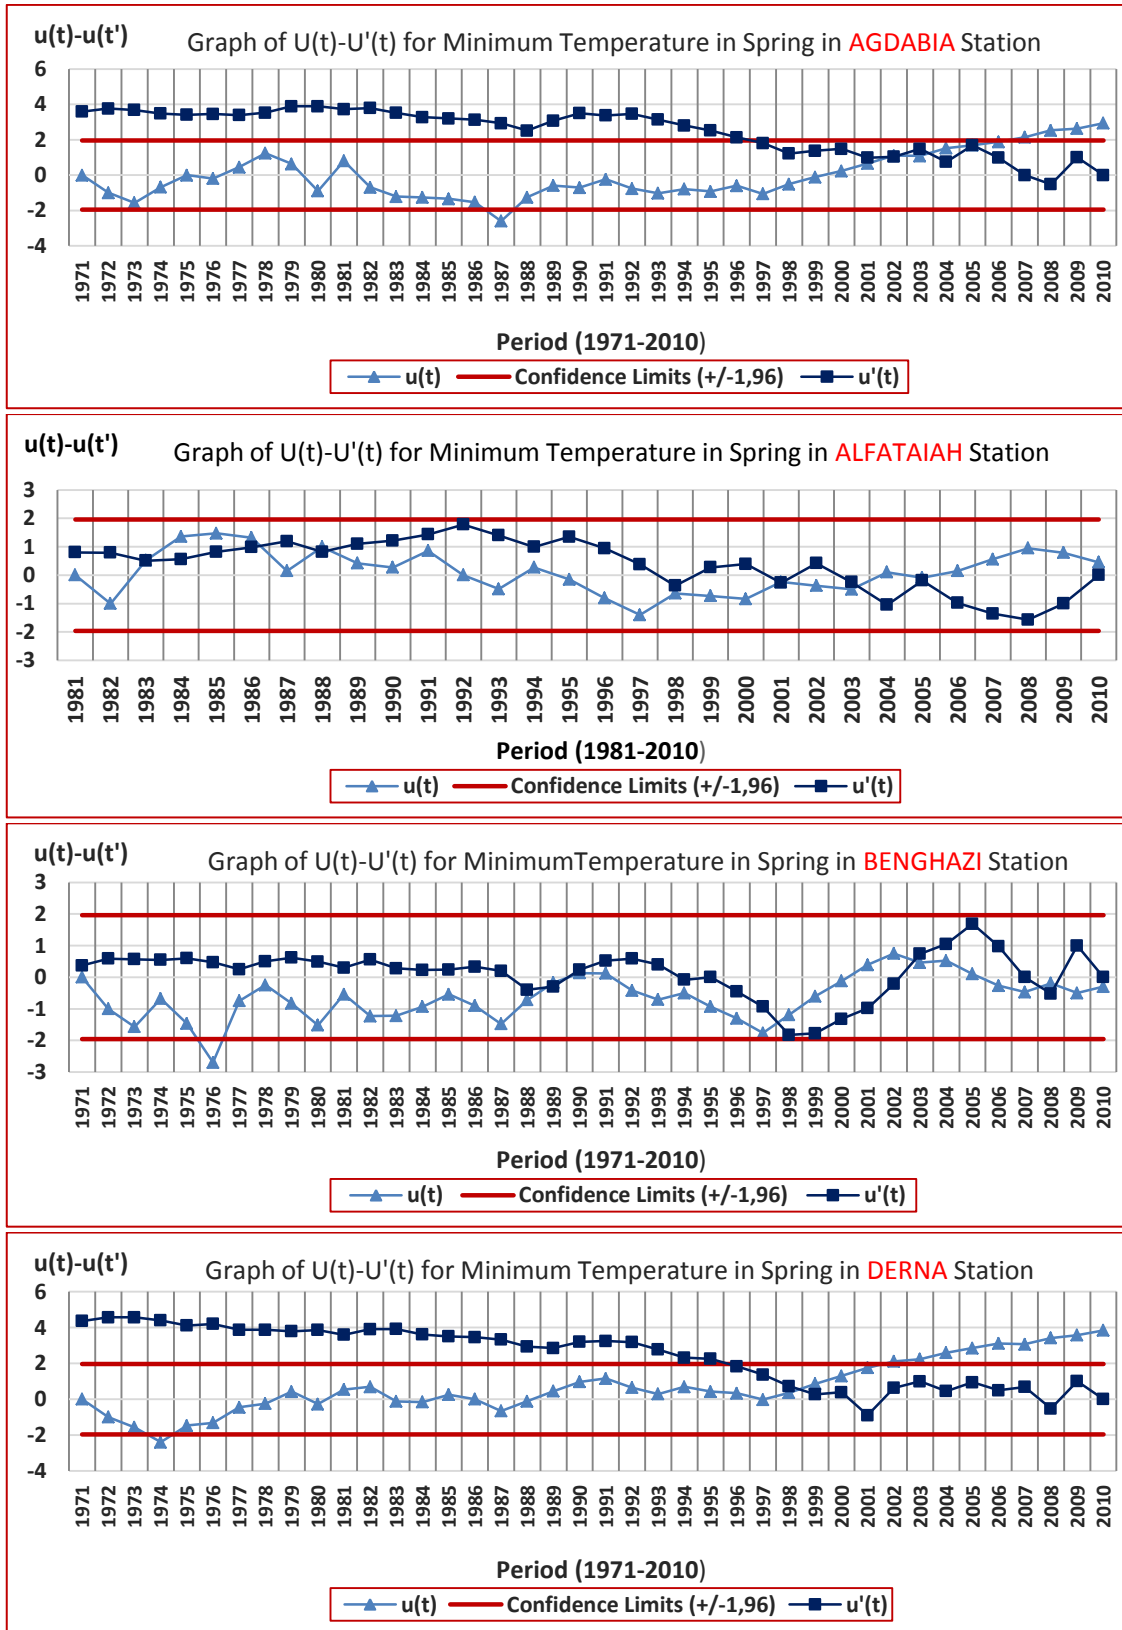 u(t)-u(t')
Graph of U(t)-U'(t) for Minimum Temperature in Spring in AGDABIA Station
6
4
2
0
-2
-4
1971 1972 1973 1974 1975 1976 1977 1978 1979 1980 1981 1982 1983 1984 1985 1986 1987 1988 1989 1990 1991 1992 1993 1994 1995 1996 1997 1998 1999 2000 2001 2002 2003 2004 2005 2006 2007 2008 2009 2010
Period (1971-2010)
u(t) Confidence Limits (+/-1,96) u'(t)
u(t)-u(t')
Graph of U(t)-U'(t) for Minimum Temperature in Spring in ALFATAIAH Station
3
2
1
0
-1
-2
-3
1981 1982 1983 1984 1985 1986 1987 1988 1989 1990 1991 1992 1993 1994 1995 1996 1997 1998 1999 2000 2001 2002 2003 2004 2005 2006 2007 2008 2009 2010
Period (1981-2010)
u(t) Confidence Limits (+/-1,96) u'(t)
u(t)-u(t')
Graph of U(t)-U'(t) for MinimumTemperature in Spring in BENGHAZI Station
3
2
1
0
-1
-2
-3
1971 1972 1973 1974 1975 1976 1977 1978 1979 1980 1981 1982 1983 1984 1985 1986 1987 1988 1989 1990 1991 1992 1993 1994 1995 1996 1997 1998 1999 2000 2001 2002 2003 2004 2005 2006 2007 2008 2009 2010
Period (1971-2010)
u(t) Confidence Limits (+/-1,96) u'(t)
u(t)-u(t')
Graph of U(t)-U'(t) for Minimum Temperature in Spring in DERNA Station
6
4
2
0
-2
-4
1971 1972 1973 1974 1975 1976 1977 1978 1979 1980 1981 1982 1983 1984 1985 1986 1987 1988 1989 1990 1991 1992 1993 1994 1995 1996 1997 1998 1999 2000 2001 2002 2003 2004 2005 2006 2007 2008 2009 2010
Period (1971-2010)
u(t) Confidence Limits (+/-1,96) u'(t)